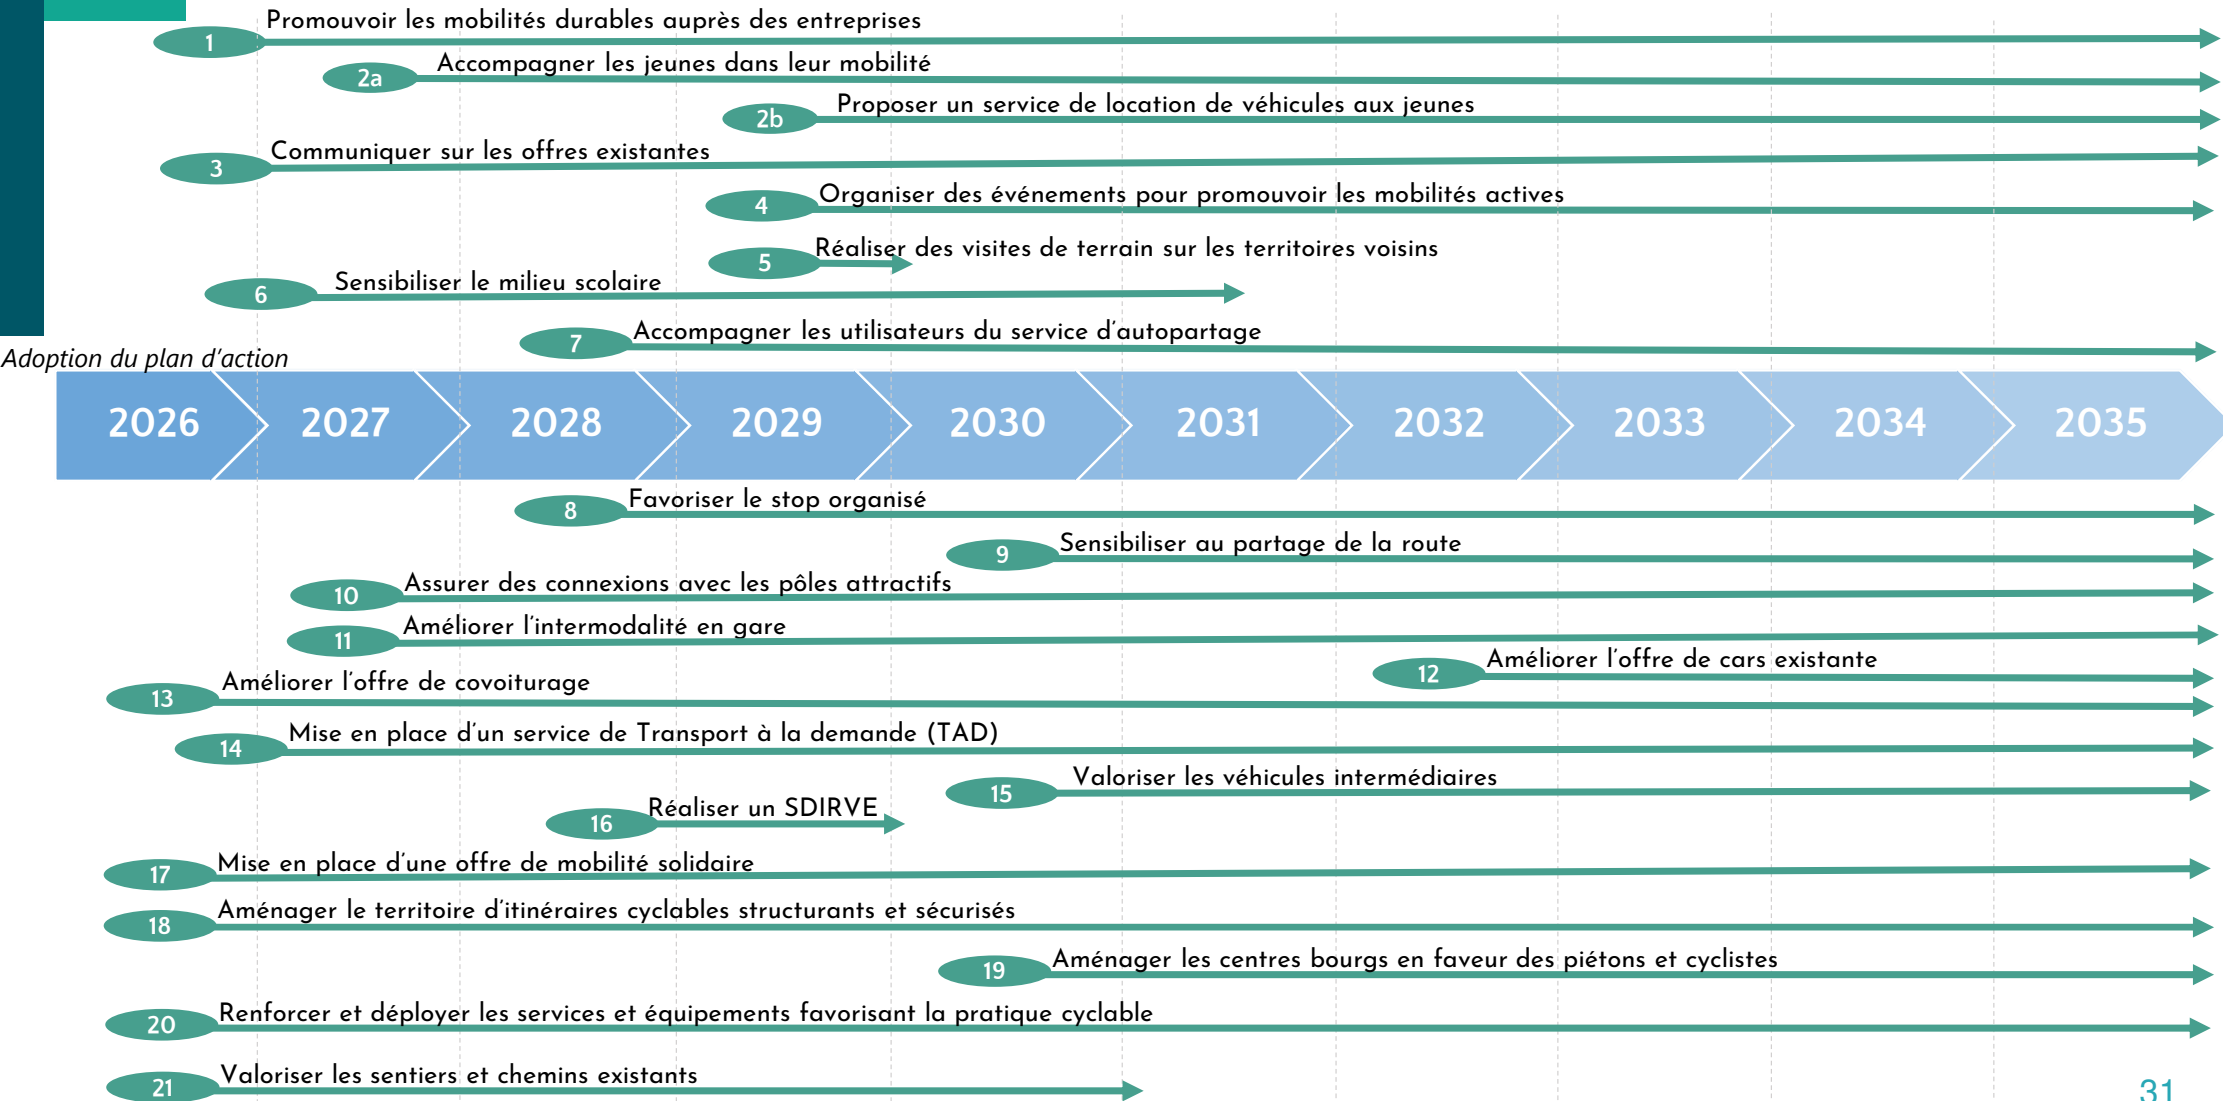 1 Promouvoir les mobilités durables auprès des entreprises
2a Accompagner les jeunes dans leur mobilité
2b Proposer un service de location de véhicules aux jeunes
3 Communiquer sur les offres existantes
4 Organiser des événements pour promouvoir les mobilités actives
5 Réaliser des visites de terrain sur les territoires voisins
6 Sensibiliser le milieu scolaire
7 Accompagner les utilisateurs du service d'autopartage
Adoption du plan d'action
2026 2027 2028 2029 2030 2031 2032 2033 2034 2035
8 Favoriser le stop organisé
9 Sensibiliser au partage de la route
10 Assurer des connexions avec les pôles attractifs
11 Améliorer l'intermodalité en gare
12 Améliorer l'offre de cars existante
13 Améliorer l'offre de covoiturage
14 Mise en place d'un service de Transport à la demande (TAD)
15 Valoriser les véhicules intermédiaires
16 Réaliser un SDIRVE
17 Mise en place d'une offre de mobilité solidaire
18 Aménager le territoire d'itinéraires cyclables structurants et sécurisés
19 Aménager les centres bourgs en faveur des piétons et cyclistes
20 Renforcer et déployer les services et équipements favorisant la pratique cyclable
21 Valoriser les sentiers et chemins existants
31